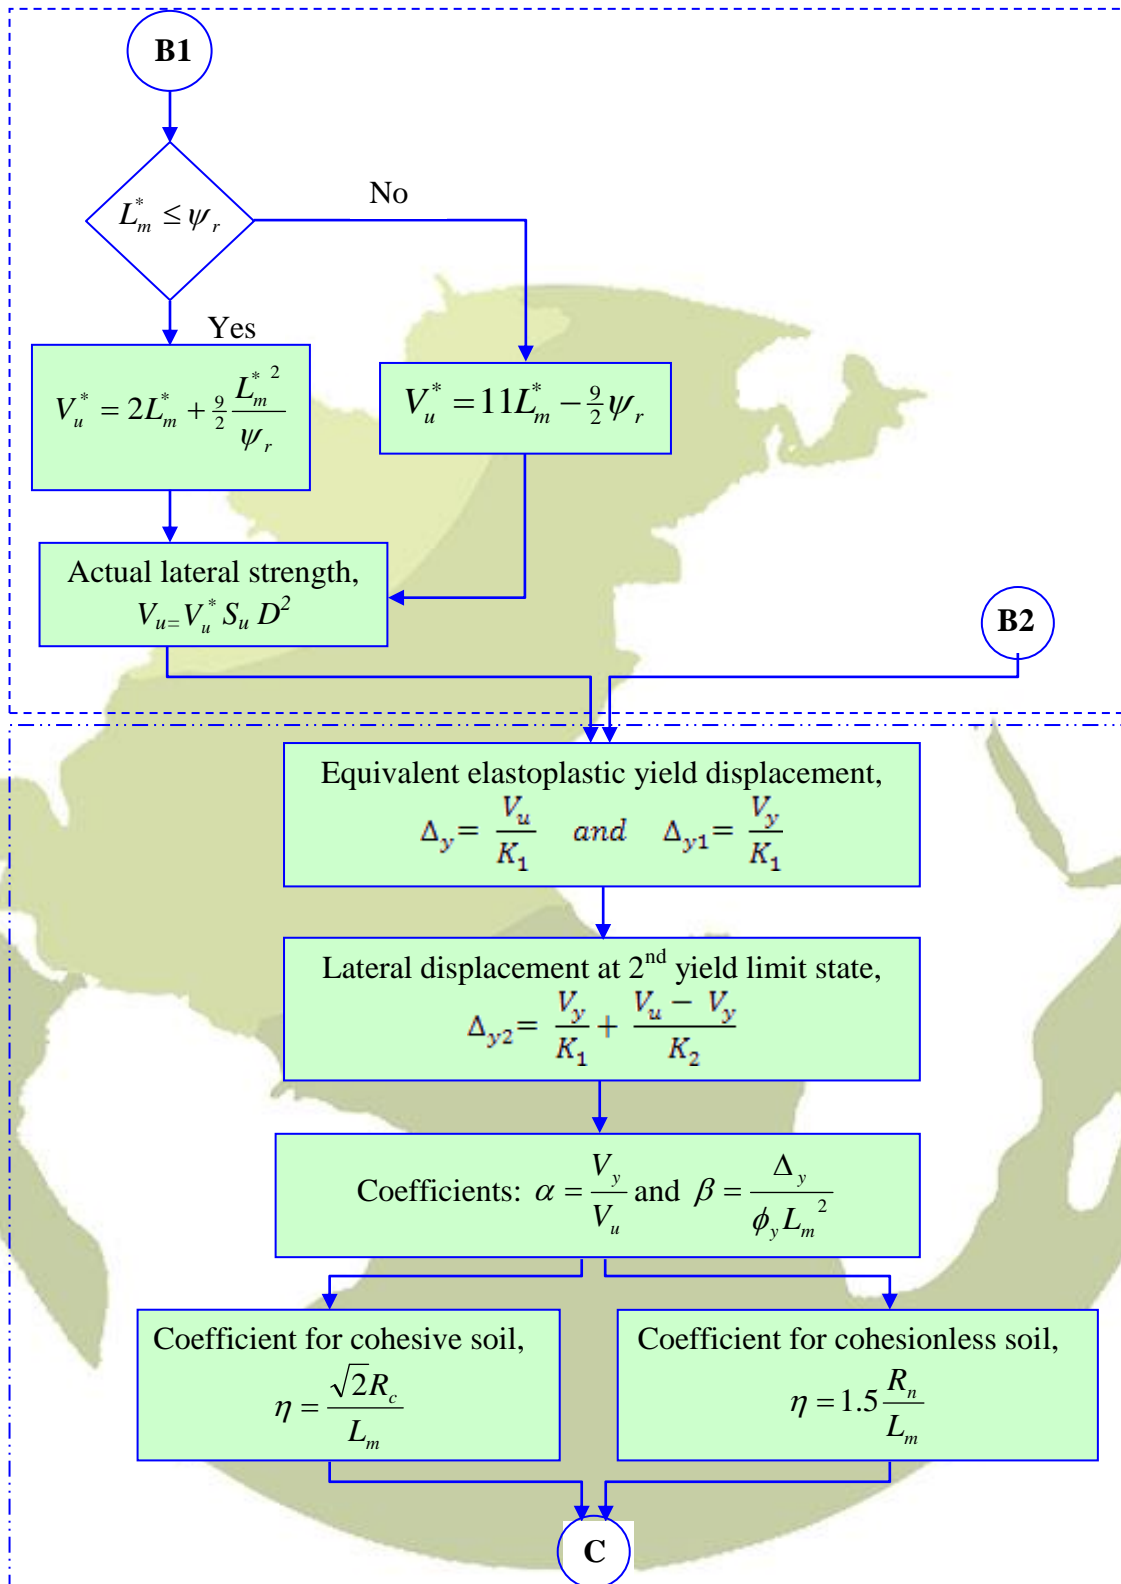 B1
L*m ≤ ψr
No
Yes
V*u = 2L*m + 9/2 L*m²/ψr
V*u = 11L*m − 9/2 ψr
Actual lateral strength,
Vu= V*u Su D²
B2
Equivalent elastoplastic yield displacement,
Δy = Vu/K1 and Δy1 = Vy/K1
Lateral displacement at 2nd yield limit state,
Δy2 = Vy/K1 + Vu − Vy/K2
Coefficients: α = Vy/Vu and β = Δy/ϕy Lm²
Coefficient for cohesive soil,
η = √2Rc/Lm
Coefficient for cohesionless soil,
η = 1.5 Rn/Lm
C